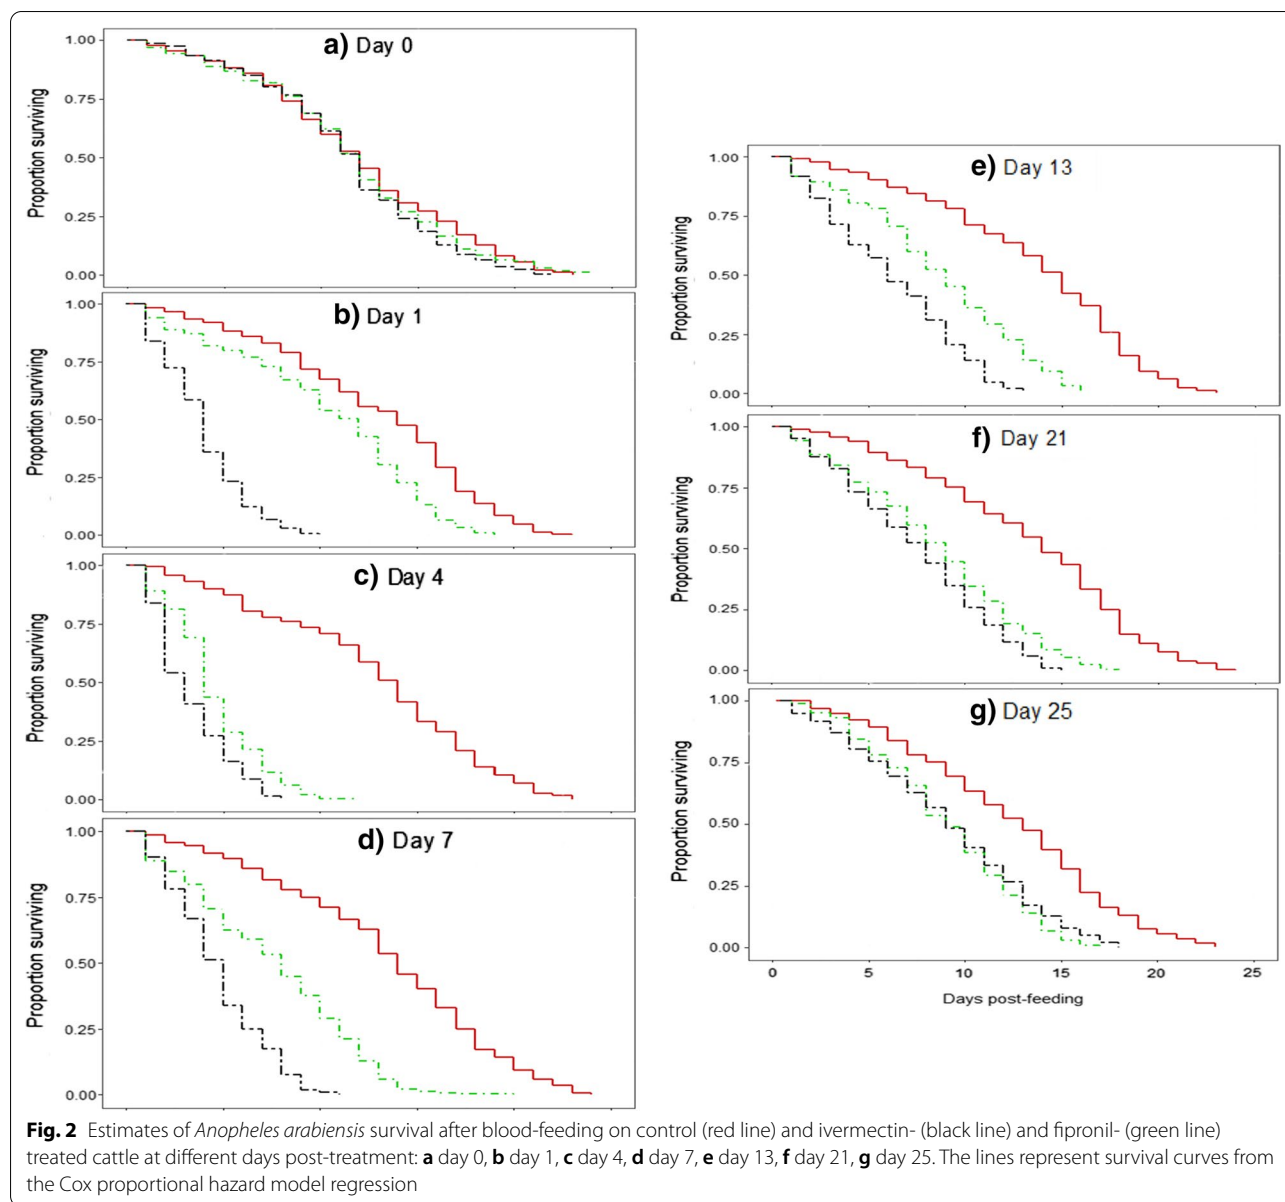 a) Day 0
Proportion surviving
1.00
0.75
0.50
0.25
0.00
b) Day 1
Proportion surviving
1.00
0.75
0.50
0.25
0.00
c) Day 4
Proportion surviving
1.00
0.75
0.50
0.25
0.00
d) Day 7
Proportion surviving
1.00
0.75
0.50
0.25
0.00
e) Day 13
Proportion surviving
1.00
0.75
0.50
0.25
0.00
f) Day 21
Proportion surviving
1.00
0.75
0.50
0.25
0.00
g) Day 25
Proportion surviving
1.00
0.75
0.50
0.25
0.00
0 5 10 15 20 25
Days post-feeding
Fig. 2 Estimates of Anopheles arabiensis survival after blood-feeding on control (red line) and ivermectin- (black line) and fipronil- (green line)
treated cattle at different days post-treatment: a day 0, b day 1, c day 4, d day 7, e day 13, f day 21, g day 25. The lines represent survival curves from
the Cox proportional hazard model regression